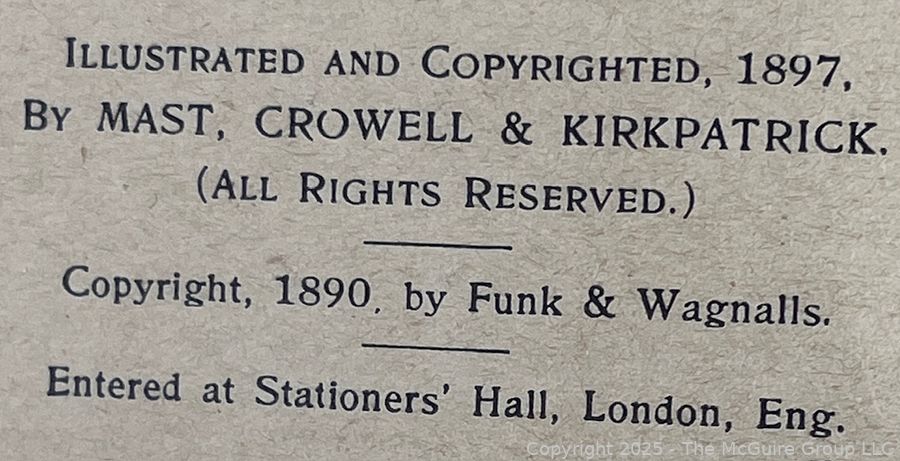 ILLUSTRATED AND COPYRIGHTED, 1897,
BY MAST, CROWELL & KIRKPATRICK.
(ALL RIGHTS RESERVED.)
Copyright, 1890, by Funk & Wagnalls.
Entered at Stationers' Hall, London, Eng.
Copyright 2025 - The McGuire Group LLC